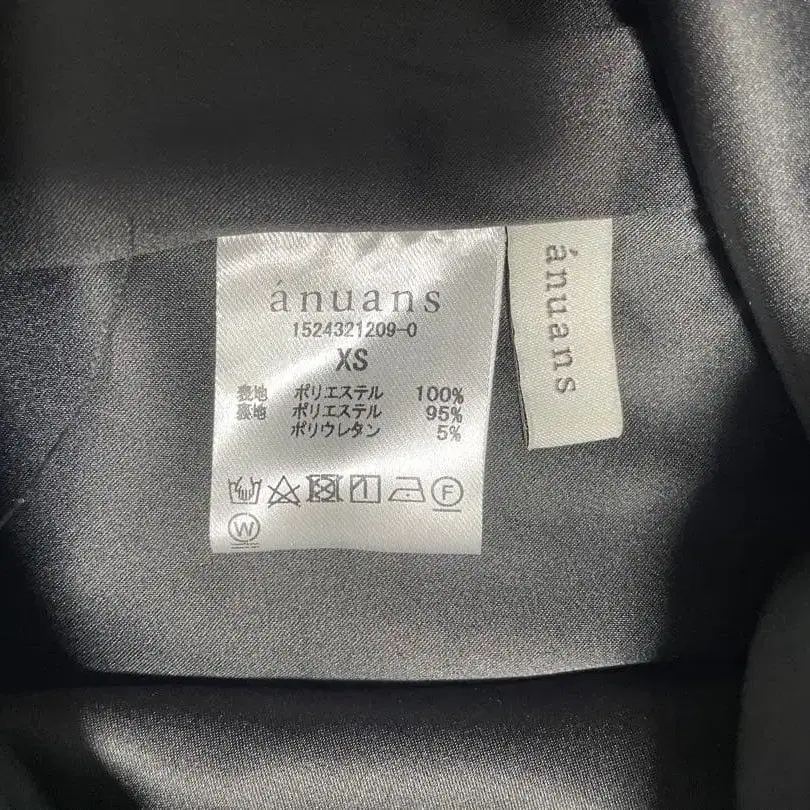 ánuans
1524321209-0
XS
表地 ポリエステル 100%
裏地 ポリエステル 95%
ポリウレタン 5%
F
W
ánuans